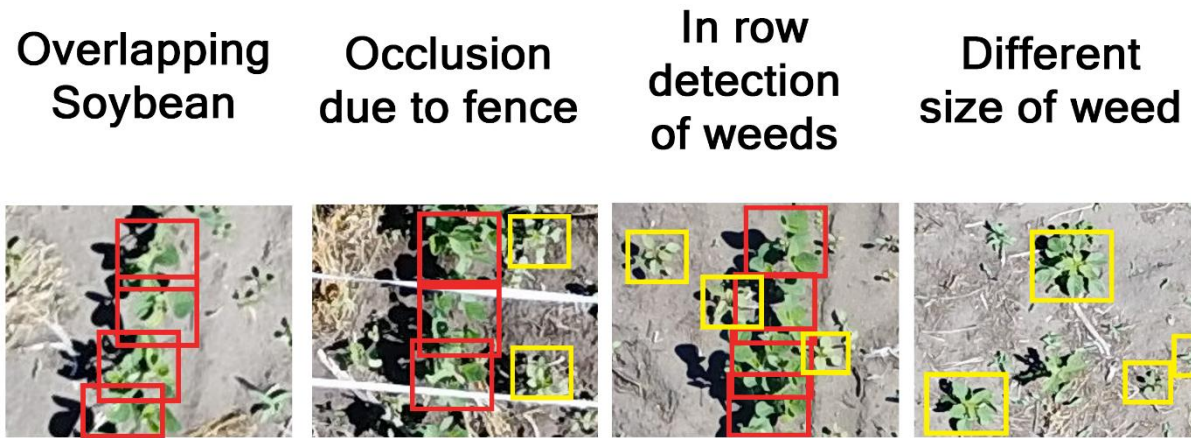 Overlapping
Soybean
Occlusion
due to fence
In row
detection
of weeds
Different
size of weed